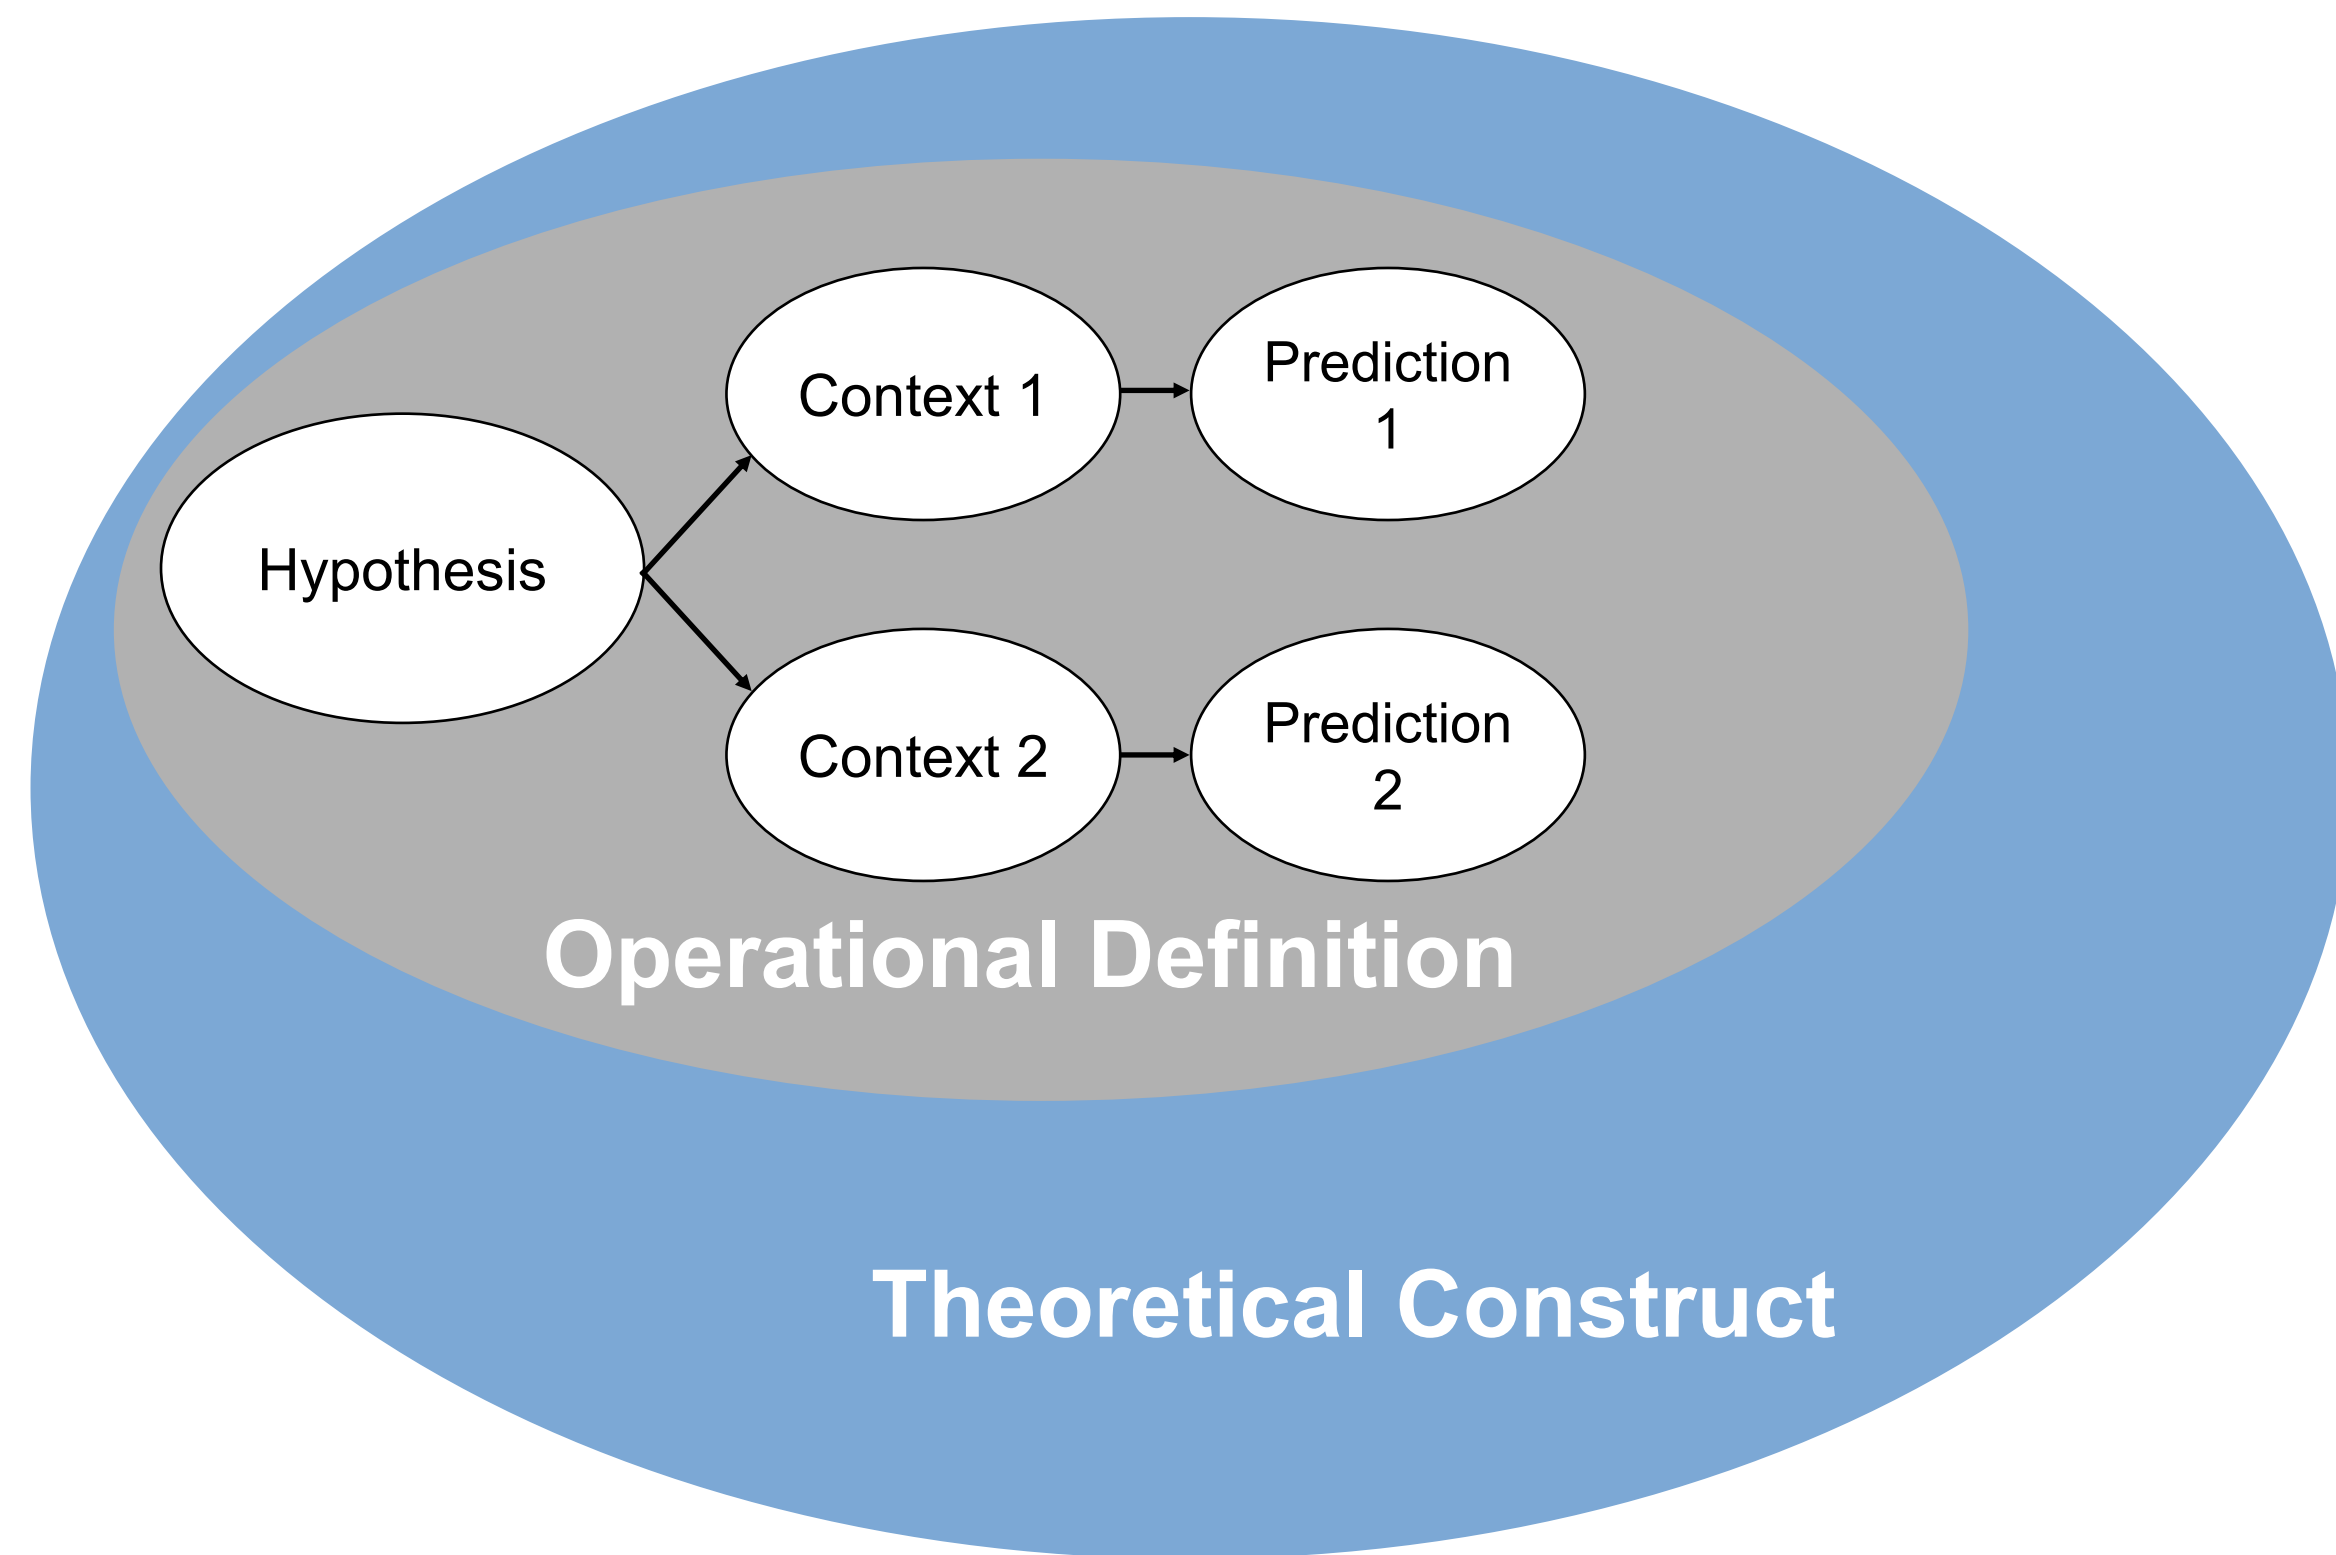 Context 1
Prediction
1
Hypothesis
Context 2
Prediction
2
Operational Definition
Theoretical Construct